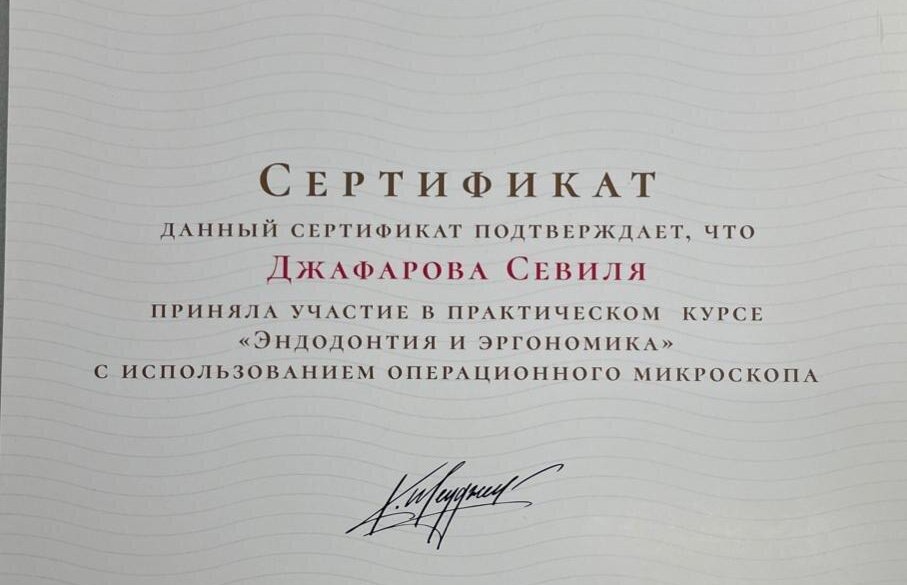 Сертификат
данный сертификат подтверждает, что
Джафарова Севиля
приняла участие в практическом курсе
«Эндодонтия и эргономика»
с использованием операционного микроскопа